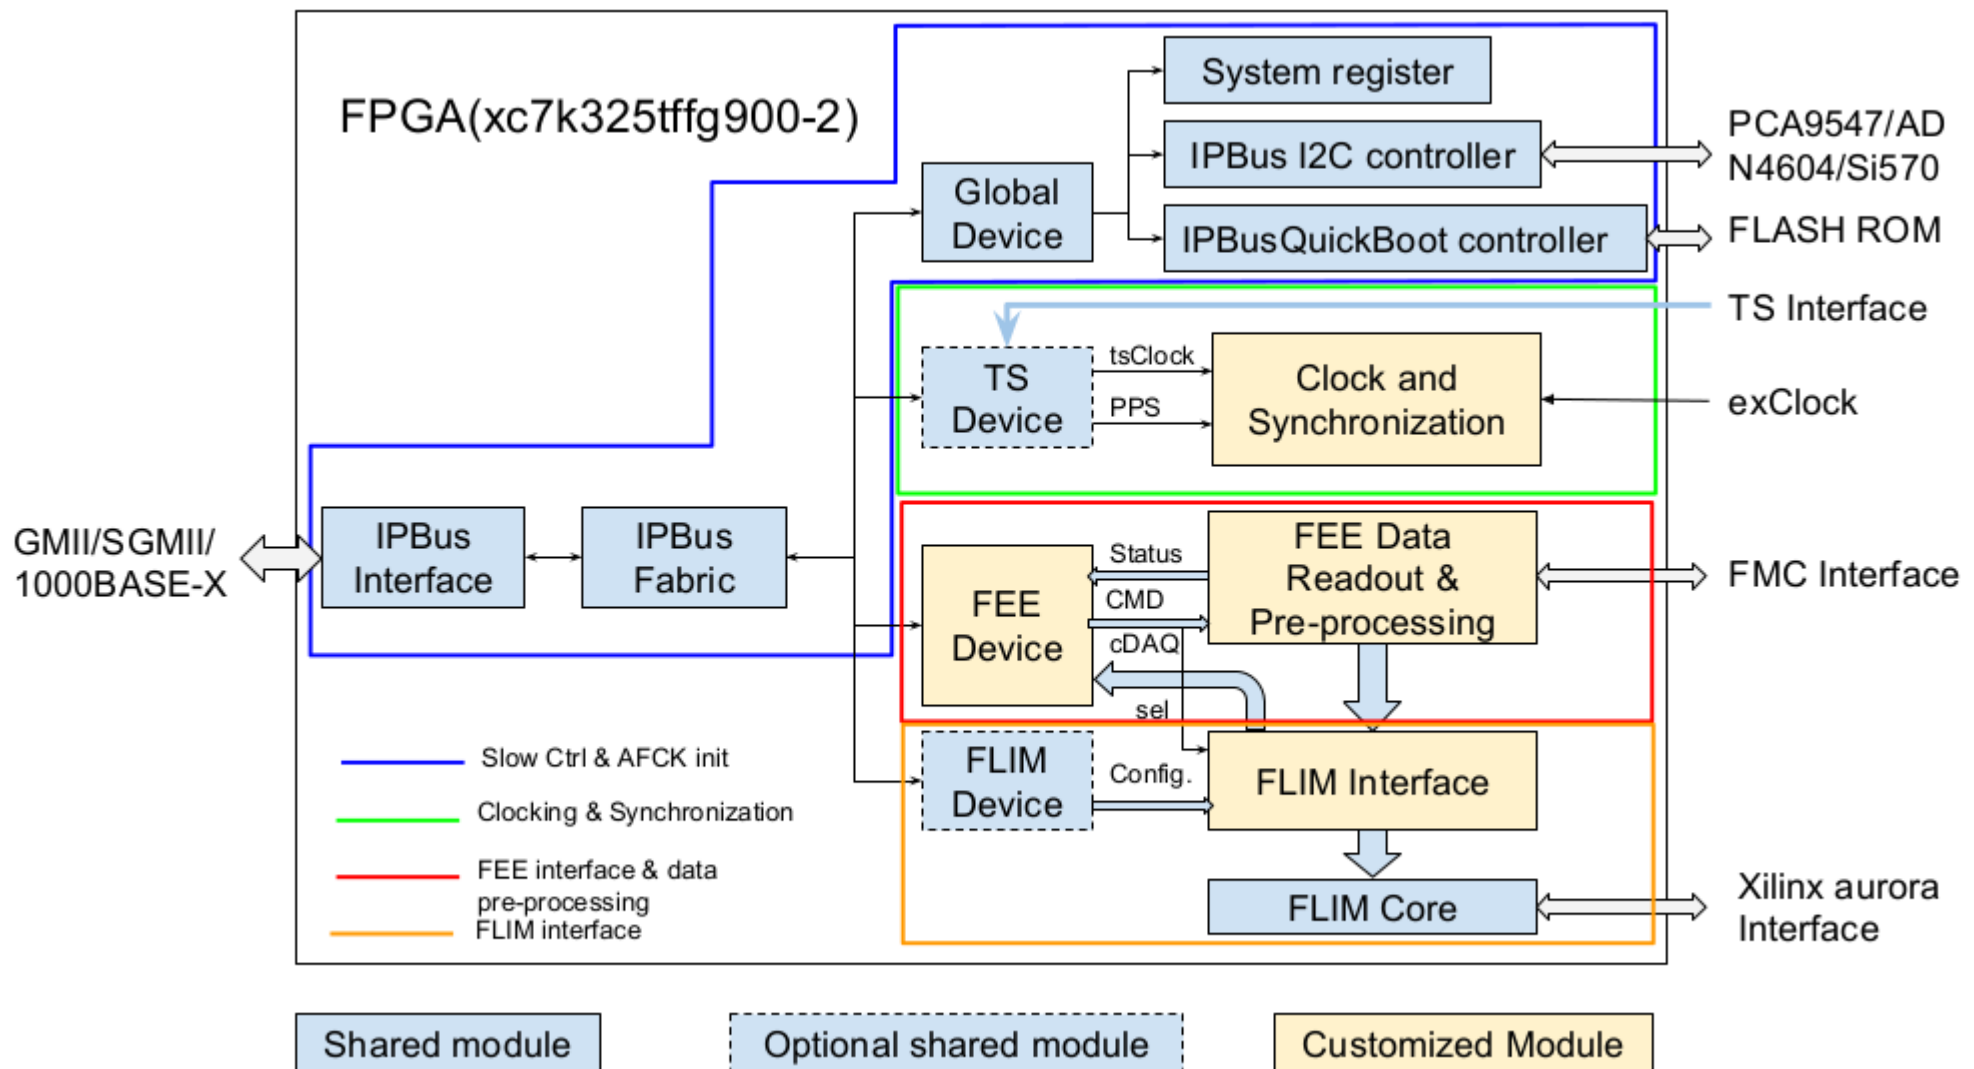 FPGA(xc7k325tffg900-2)
System register
IPBus I2C controller
IPBusQuickBoot controller
Global
Device
PCA9547/AD
N4604/Si570
FLASH ROM
TS Interface
TS
Device
tsClock
PPS
Clock and
Synchronization
exClock
GMII/SGMII/
1000BASE-X
IPBus
Interface
IPBus
Fabric
FEE
Device
Status
CMD
cDAQ
sel
FEE Data
Readout &
Pre-processing
FMC Interface
FLIM
Device
Config.
FLIM Interface
FLIM Core
Xilinx aurora
Interface
Slow Ctrl & AFCK init
Clocking & Synchronization
FEE interface & data
pre-processing
FLIM interface
Shared module
Optional shared module
Customized Module